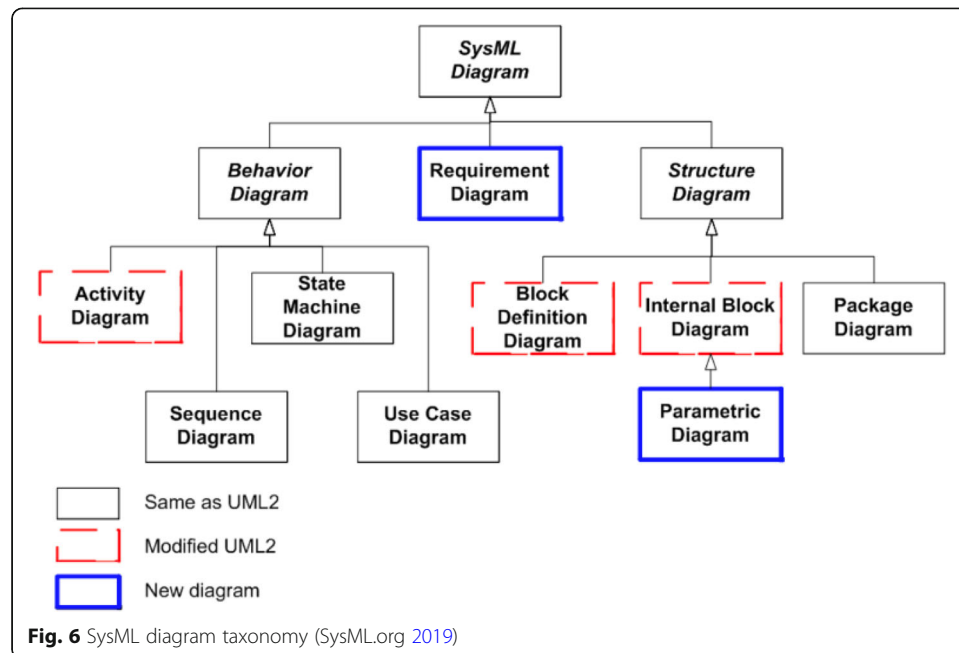 SysML
Diagram
Behavior
Diagram
Requirement
Diagram
Structure
Diagram
Activity
Diagram
State
Machine
Diagram
Block
Definition
Diagram
Internal Block
Diagram
Package
Diagram
Sequence
Diagram
Use Case
Diagram
Parametric
Diagram
Same as UML2
Modified UML2
New diagram
Fig. 6 SysML diagram taxonomy (SysML.org 2019)